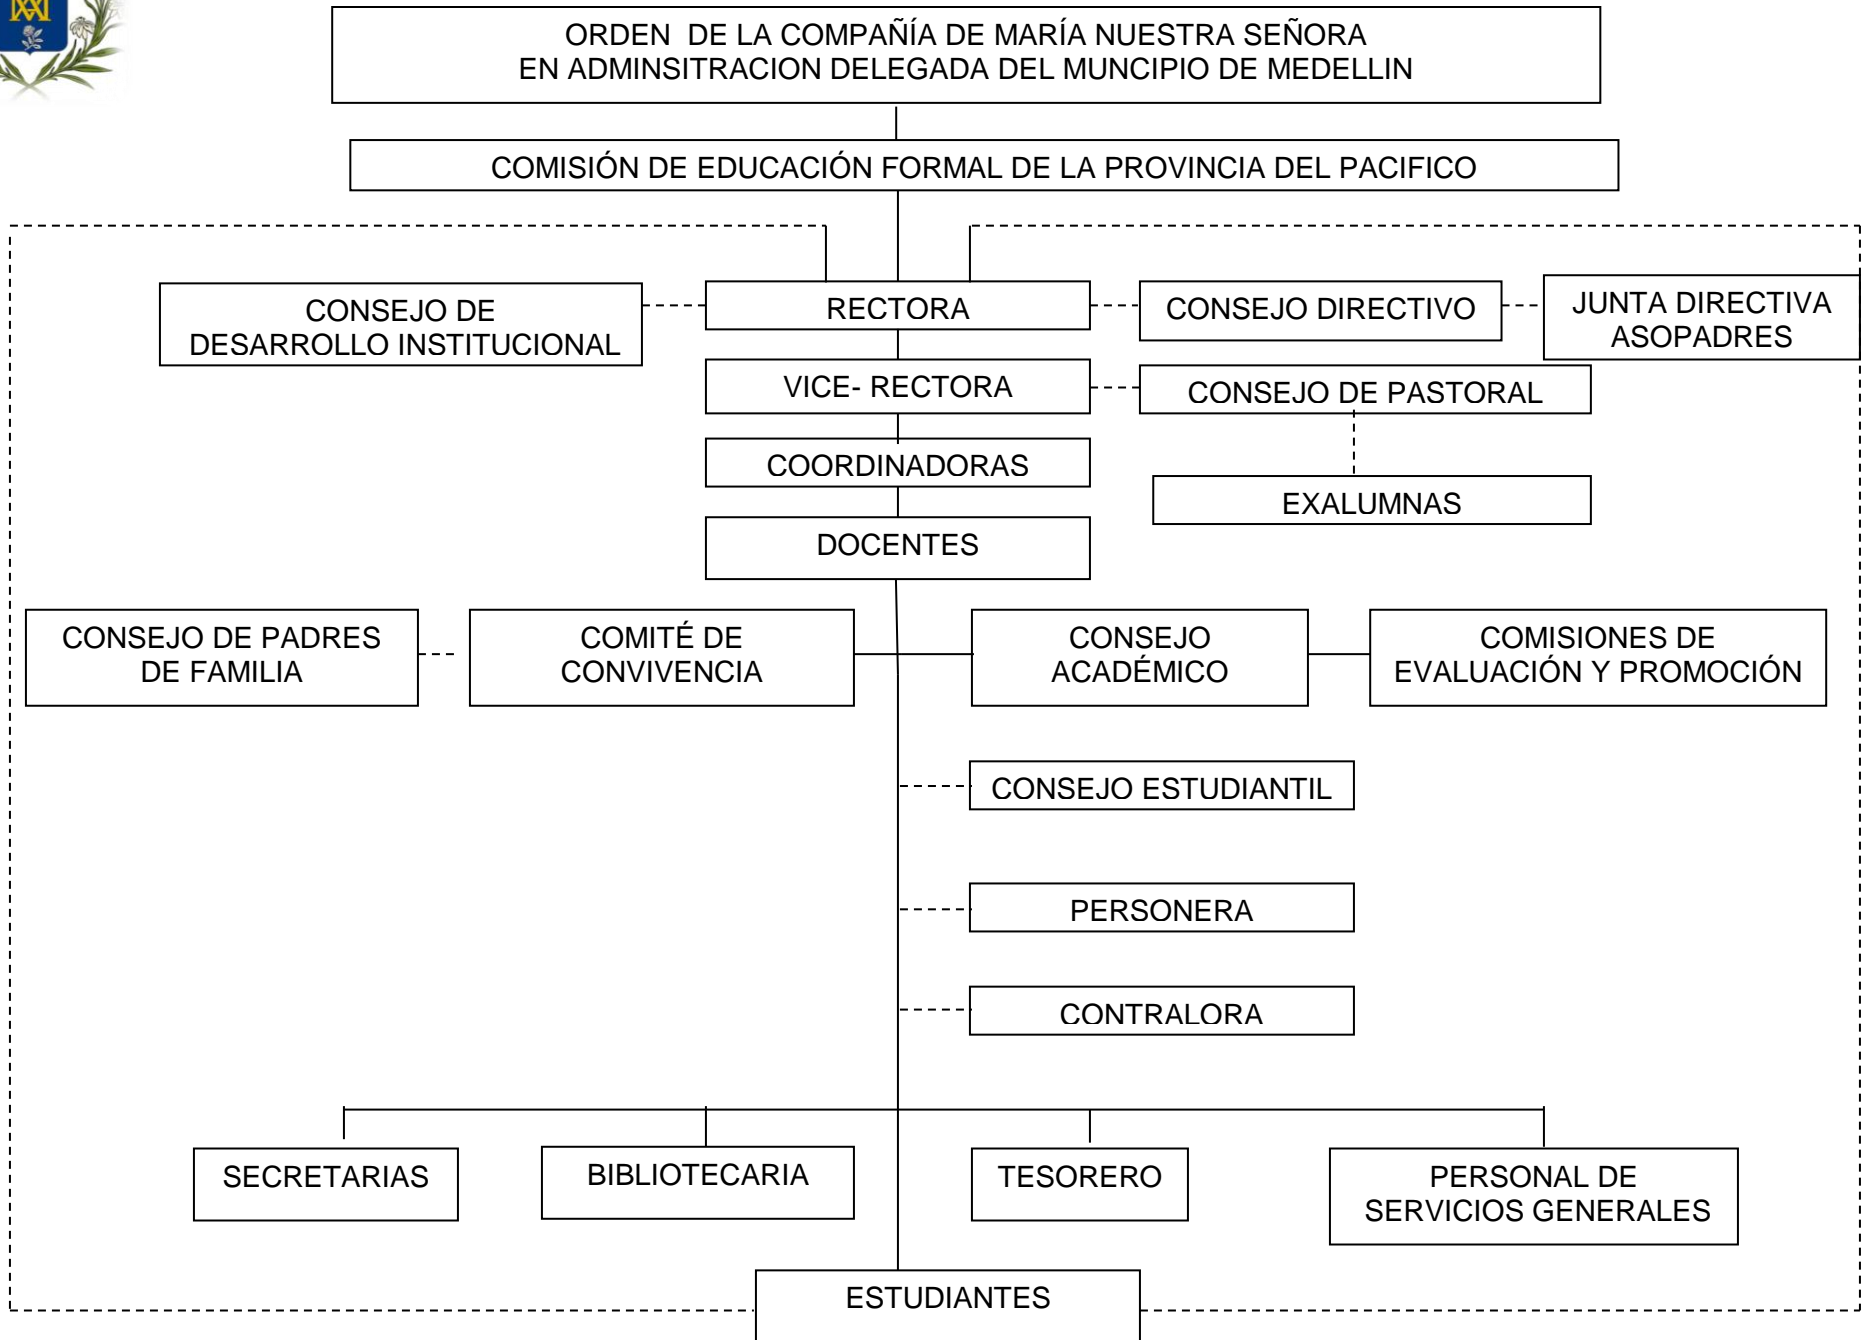 ORDEN DE LA COMPAÑÍA DE MARÍA NUESTRA SEÑORA
EN ADMINSITRACION DELEGADA DEL MUNCIPIO DE MEDELLIN
COMISIÓN DE EDUCACIÓN FORMAL DE LA PROVINCIA DEL PACIFICO
CONSEJO DE
DESARROLLO INSTITUCIONAL
RECTORA
CONSEJO DIRECTIVO
JUNTA DIRECTIVA
ASOPADRES
VICE- RECTORA
CONSEJO DE PASTORAL
COORDINADORAS
EXALUMNAS
DOCENTES
CONSEJO DE PADRES
DE FAMILIA
COMITÉ DE
CONVIVENCIA
CONSEJO
ACADÉMICO
COMISIONES DE
EVALUACIÓN Y PROMOCIÓN
CONSEJO ESTUDIANTIL
PERSONERA
CONTRALORA
SECRETARIAS
BIBLIOTECARIA
TESORERO
PERSONAL DE
SERVICIOS GENERALES
ESTUDIANTES